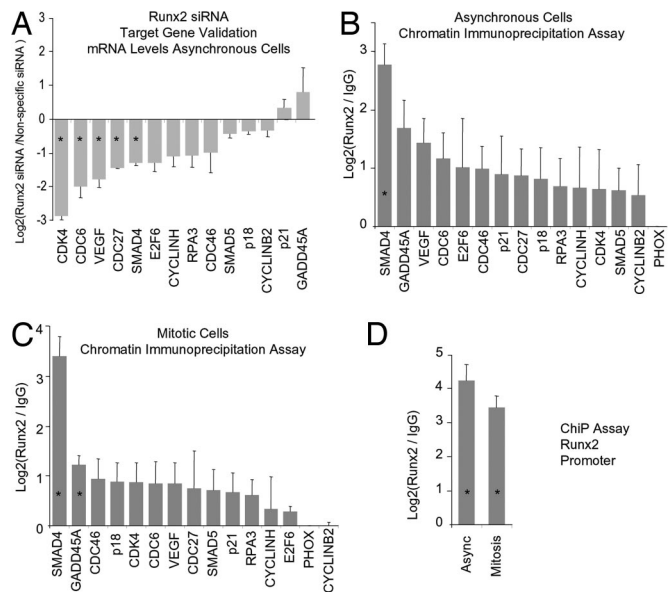 A
Runx2 siRNA
Target Gene Validation
mRNA Levels Asynchronous Cells
Log2(Runx2 siRNA /Non-specific siRNA )
3
2
1
0
-1
-2
-3
* * * * *
CDK4
CDC6
VEGF
CDC27
SMAD4
E2F6
CYCLINH
RPA3
CDC46
SMAD5
p18
CYCLINB2
p21
GADD45A
B
Asynchronous Cells
Chromatin Immunoprecipitation Assay
Log2(Runx2 / IgG)
3
2
1
0
*
SMAD4
GADD45A
VEGF
CDC6
E2F6
CDC46
p21
CDC27
p18
RPA3
CYCLINH
CDK4
SMAD5
CYCLINB2
PHOX
C
Mitotic Cells
Chromatin Immunoprecipitation Assay
Log2(Runx2 / IgG)
4
3
2
1
0
* *
SMAD4
GADD45A
CDC46
p18
CDK4
CDC6
VEGF
CDC27
SMAD5
p21
RPA3
CYCLINH
E2F6
PHOX
CYCLINB2
D
Log2(Runx2 / IgG)
5
4
3
2
1
0
* *
Async
Mitosis
ChiP Assay
Runx2
Promoter